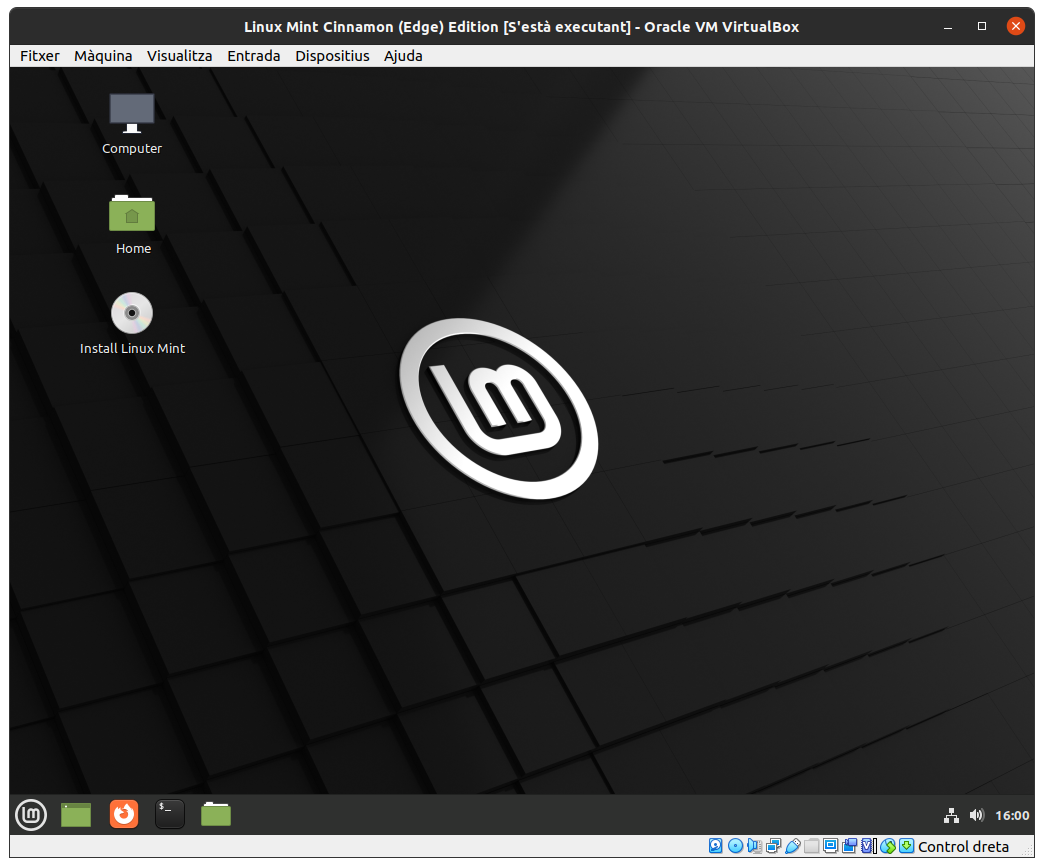 Linux Mint Cinnamon (Edge) Edition [S'està executant] - Oracle VM VirtualBox
Fitxer Màquina Visualitza Entrada Dispositius Ajuda
Computer
Home
Install Linux Mint
lm
$_
16:00
Control dreta